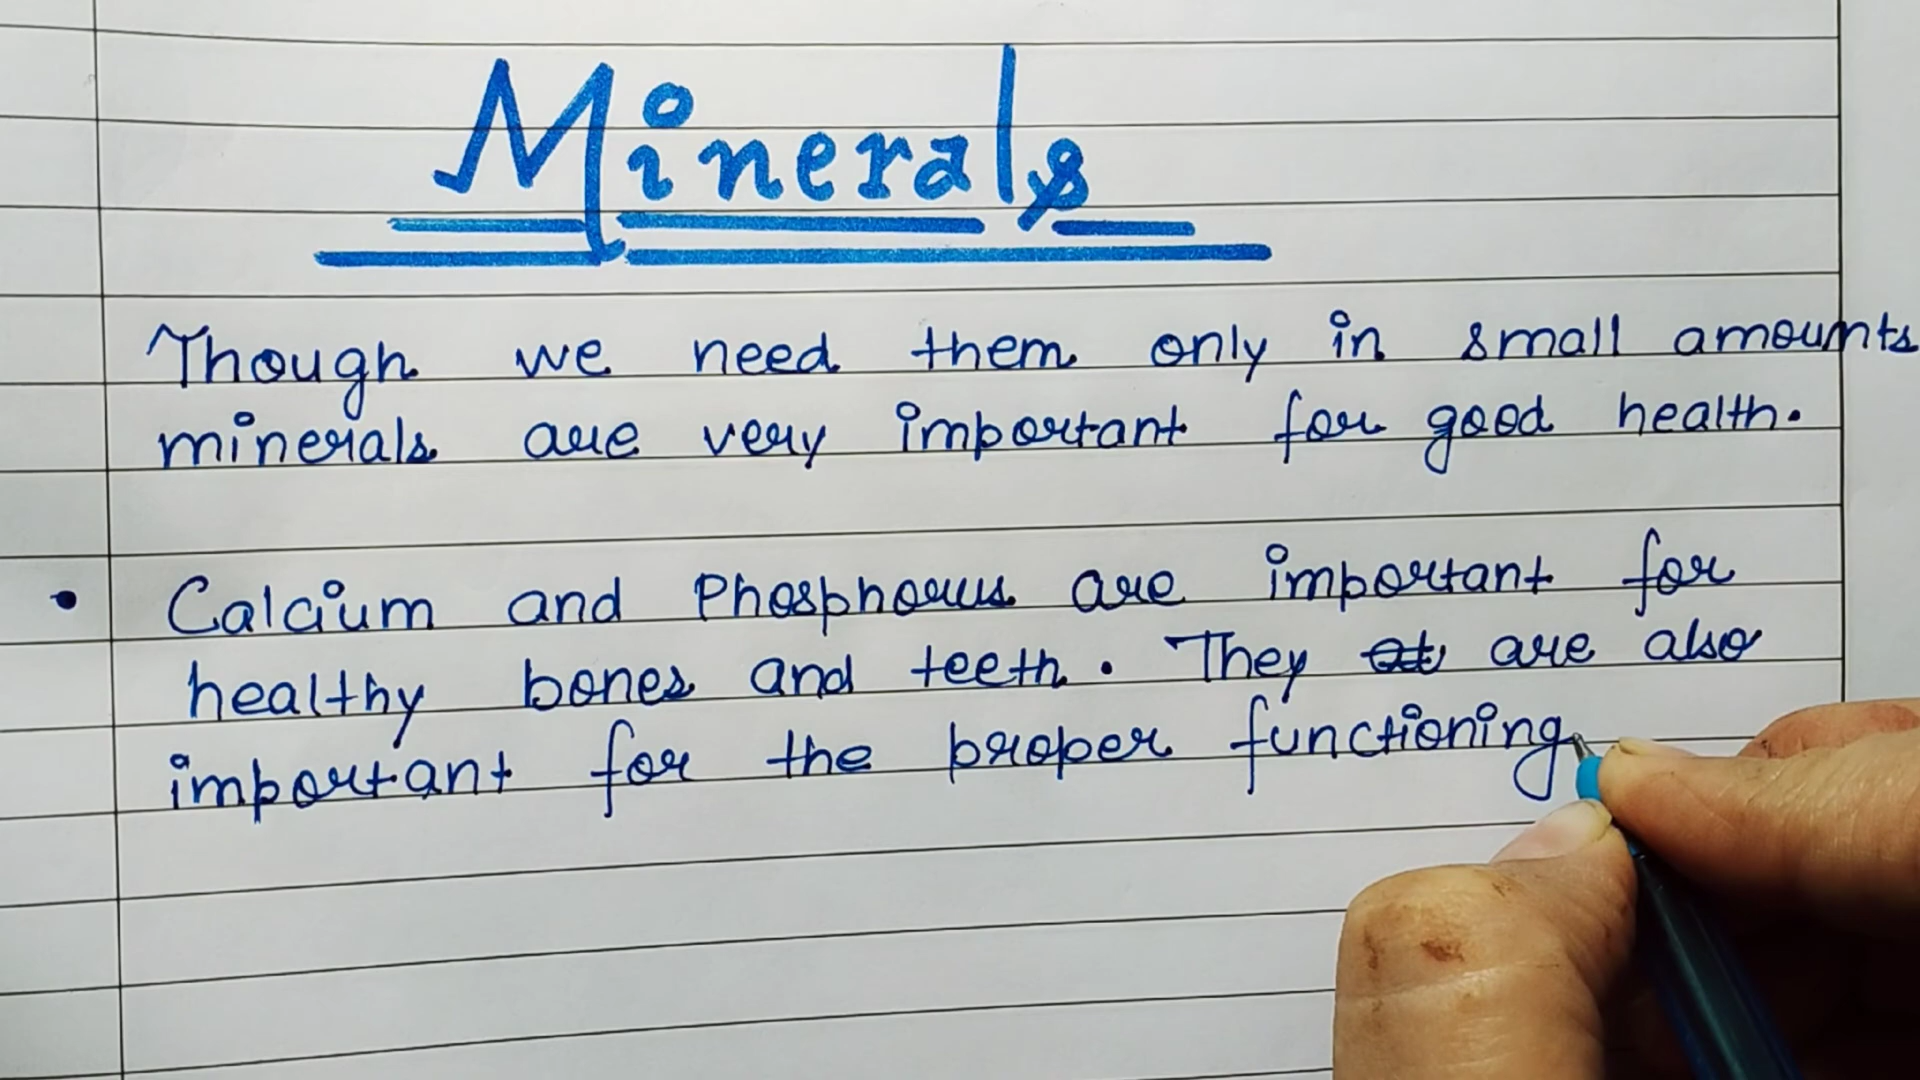 Minerals
Though we need them only in small amounts
minerals are very important for good health.
• Calcium and Phosphorus are important for
healthy bones and teeth. They are also
important for the proper functioning